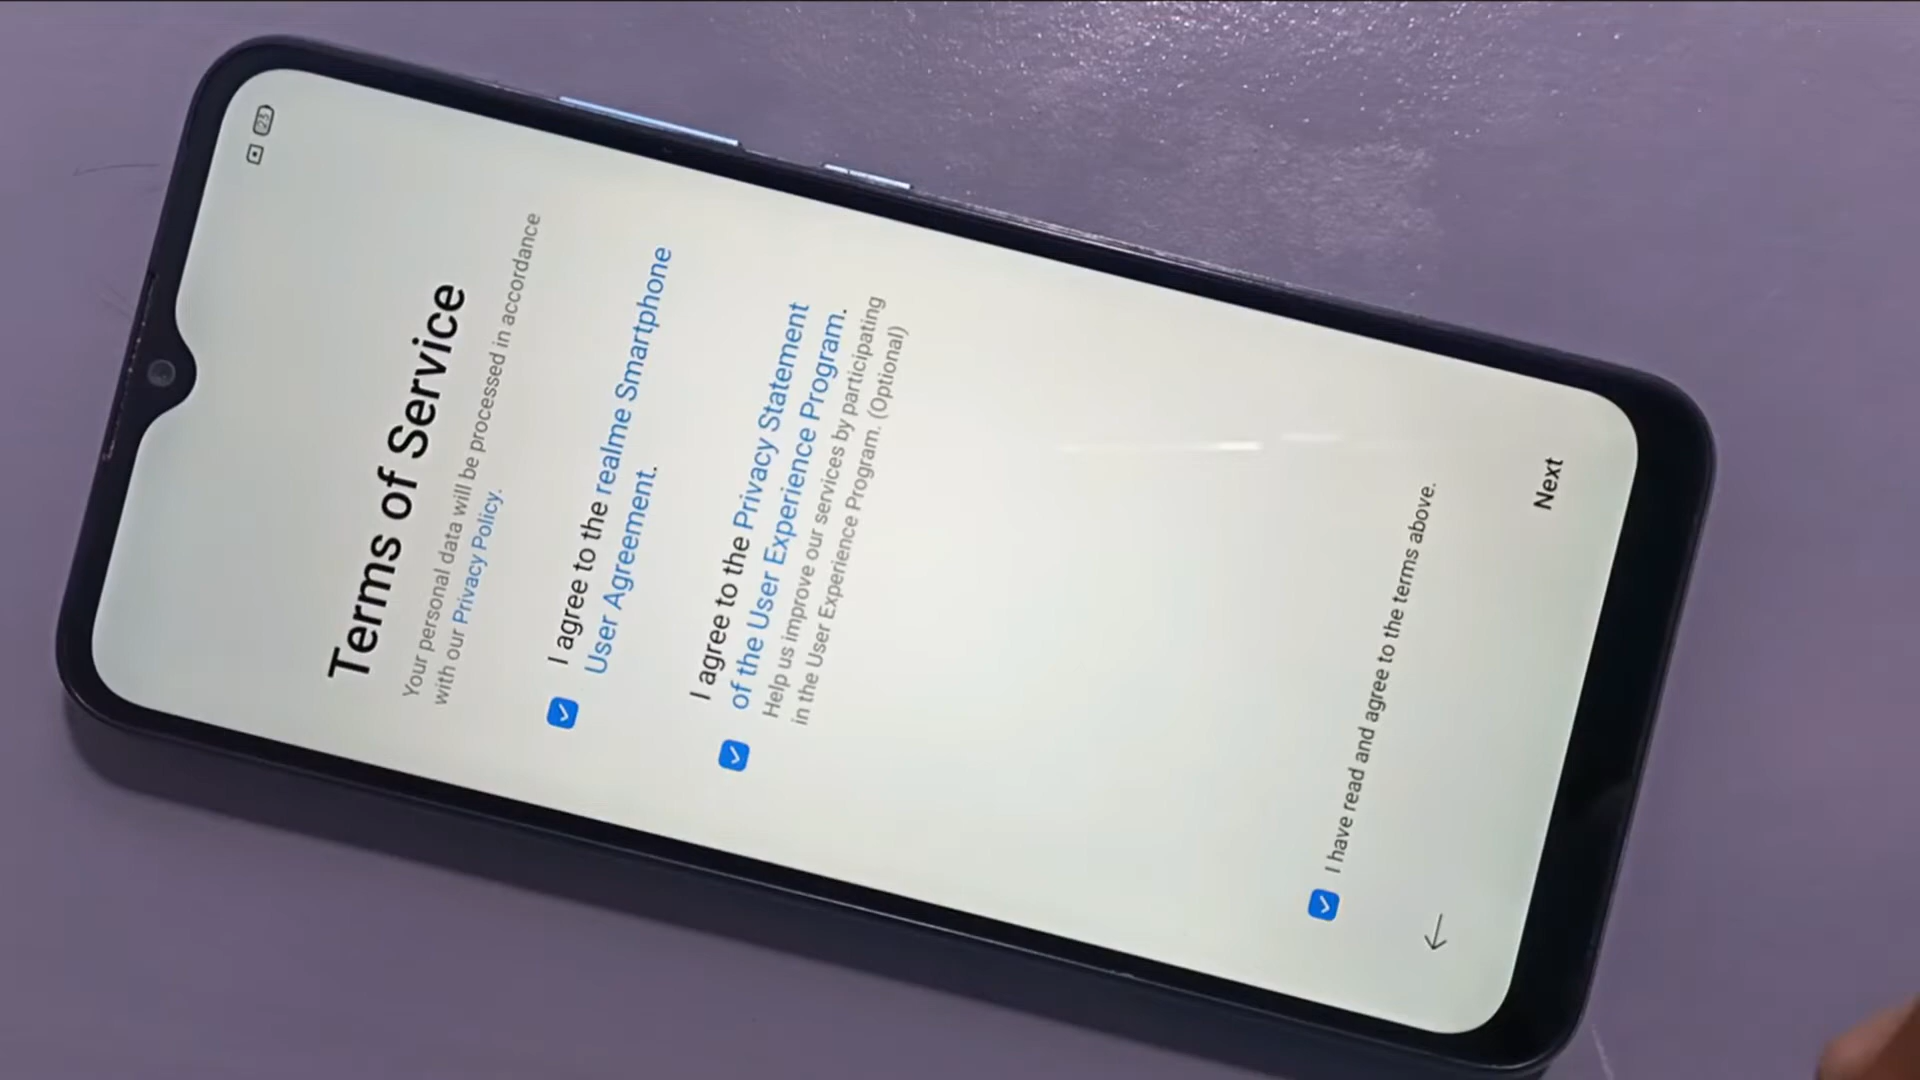 23
Terms of Service
Your personal data will be processed in accordance
with our Privacy Policy.
I agree to the realme Smartphone
User Agreement.
I agree to the Privacy Statement
of the User Experience Program.
Help us improve our services by participating
in the User Experience Program. (Optional)
I have read and agree to the terms above.
Next